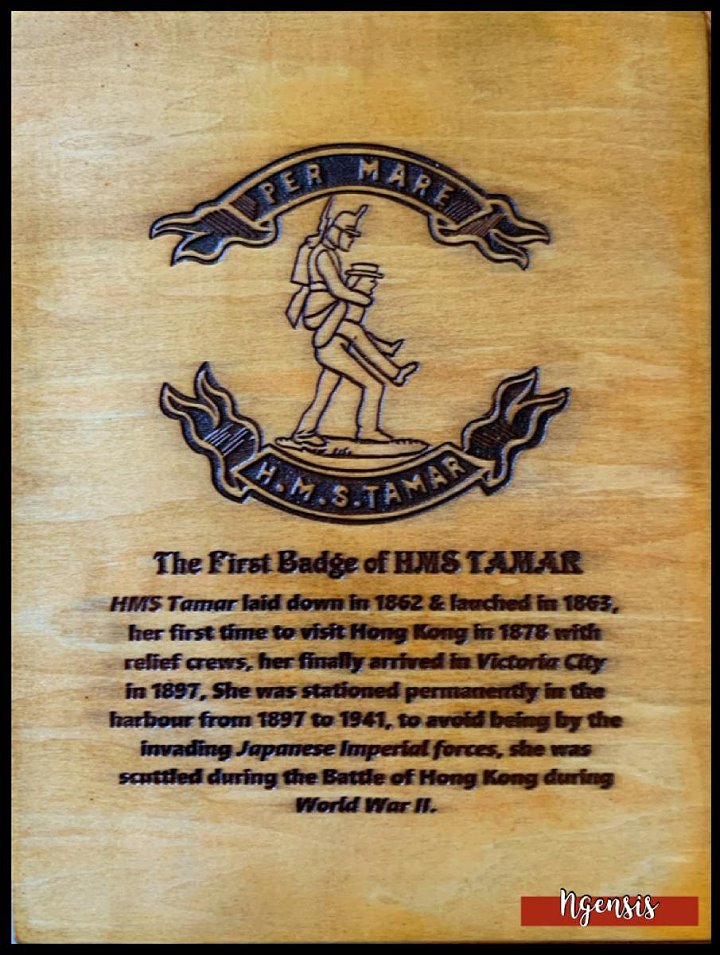 PER MARE
H.M.S.TAMAR
The First Badge of HMS TAMAR
HMS Tamar laid down in 1862 & lauched in 1863,
her first time to visit Hong Kong in 1878 with
relief crews, her finally arrived in Victoria City
in 1897, She was stationed permanently in the
harbour from 1897 to 1941, to avoid being by the
invading Japanese Imperial forces, she was
scuttled during the Battle of Hong Kong during
World War II.
Ngensis